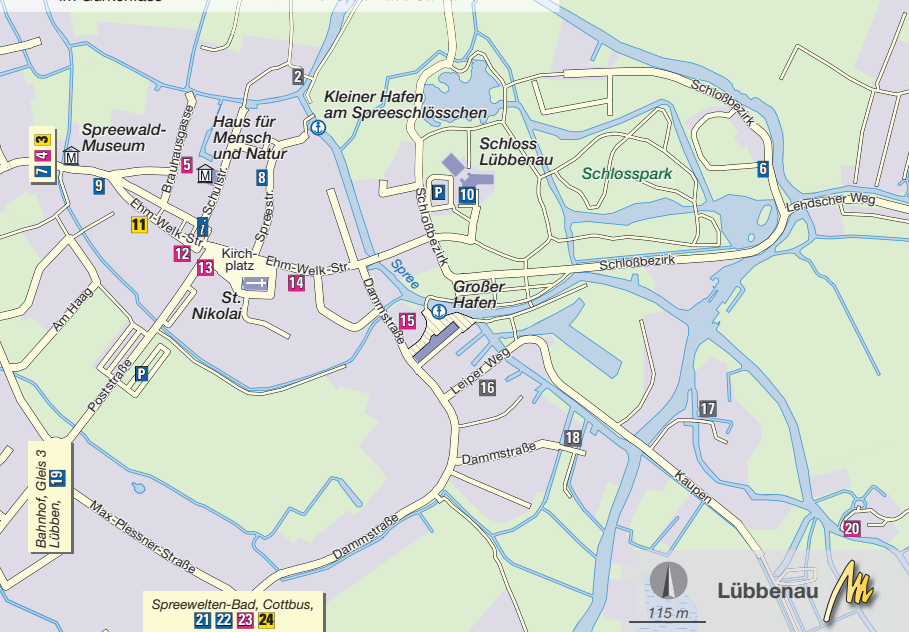 2
Kleiner Hafen
am Spreeschlösschen
Spreewald-
Museum
Haus für
Mensch
und Natur
Schloss
Lübbenau
Schlosspark
Schloßbezirk
6
Lehdscher Weg
3
4
7
M
5
M
9
8
P
10
Brauhausgasse
Schulstr.
Spreestr.
Ehm-Welk-Str.
11
i
12
13
Kirch-
platz
Ehm-Welk-Str.
14
St.
Nikolai
Schloßbezirk
Schloßbezirk
Spree
Großer
Hafen
15
Dammstraße
Am Haag
Poststraße
P
Leiper Weg
16
17
18
Dammstraße
Kaupen
20
Bahnhof, Gleis 3
Lübben,
19
Max-Plessner-Straße
Dammstraße
Spreewelten-Bad, Cottbus,
21 22 23 24
115 m
Lübbenau
M